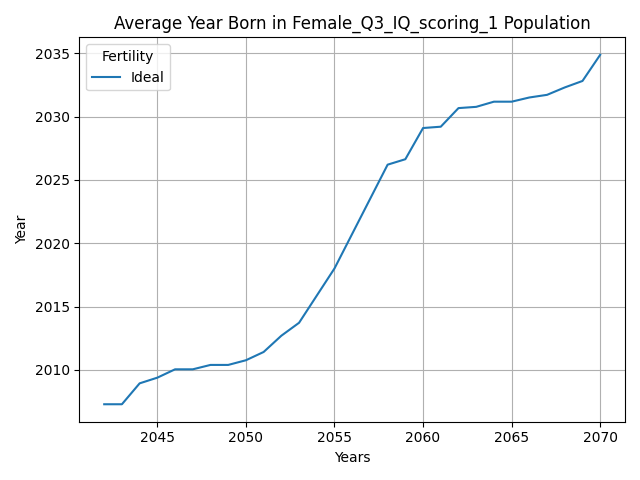 Average Year Born in Female_Q3_IQ_scoring_1 Population
Fertility
Ideal
2035
2030
2025
2020
2015
2010
Year
2045 2050 2055 2060 2065 2070
Years